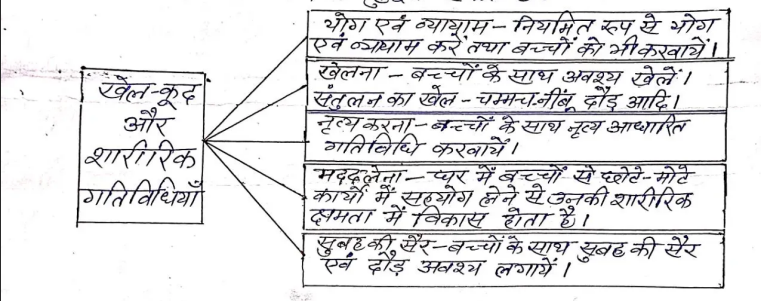 खेल-कूद
और
शारीरिक
गतिविधियाँ
योग एवं व्यायाम - नियमित रूप से योग
एवं व्यायाम करें तथा बच्चों को भी करवायें।
खेलना - बच्चों के साथ अवश्य खेलें।
संतुलन का खेल - चम्मच नींबू दौड़ आदि।
नृत्य करना - बच्चों के साथ नृत्य आधारित
गतिविधि करवायें।
मदद लेना - घर में बच्चों से छोटे-मोटे
कार्यों में सहयोग लेने से उनकी शारीरिक
क्षमता में विकास होता है।
सुबह की सैर - बच्चों के साथ सुबह की सैर
एवं दौड़ अवश्य लगायें।